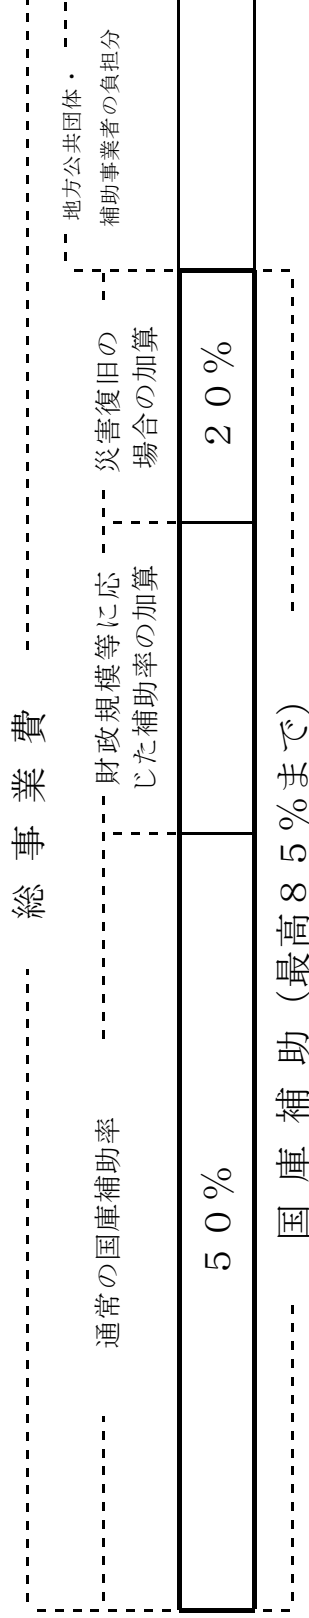 総事業費
通常の国庫補助率
財政規模等に応
じた補助率の加算
災害復旧の
場合の加算
地方公共団体・
補助事業者の負担分
５０％
２０％
国庫補助（最高８５％まで）